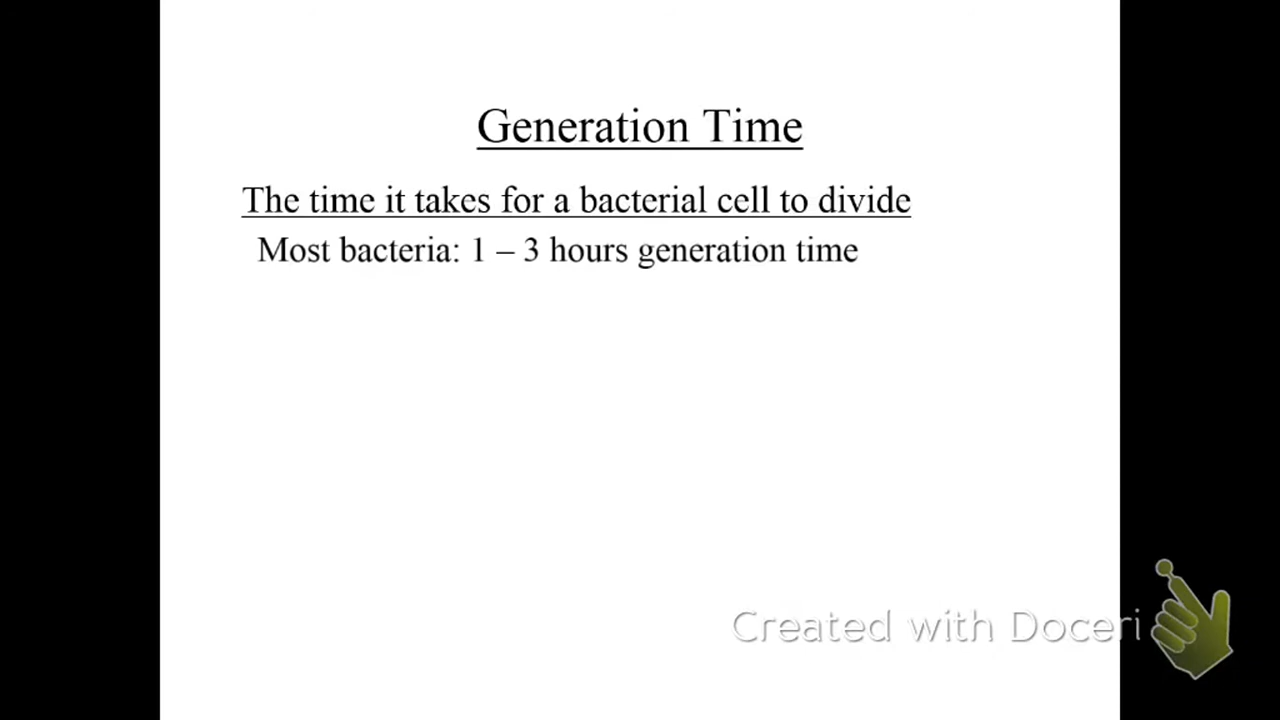 Generation Time
The time it takes for a bacterial cell to divide
Most bacteria: 1 – 3 hours generation time
Created with Doceri